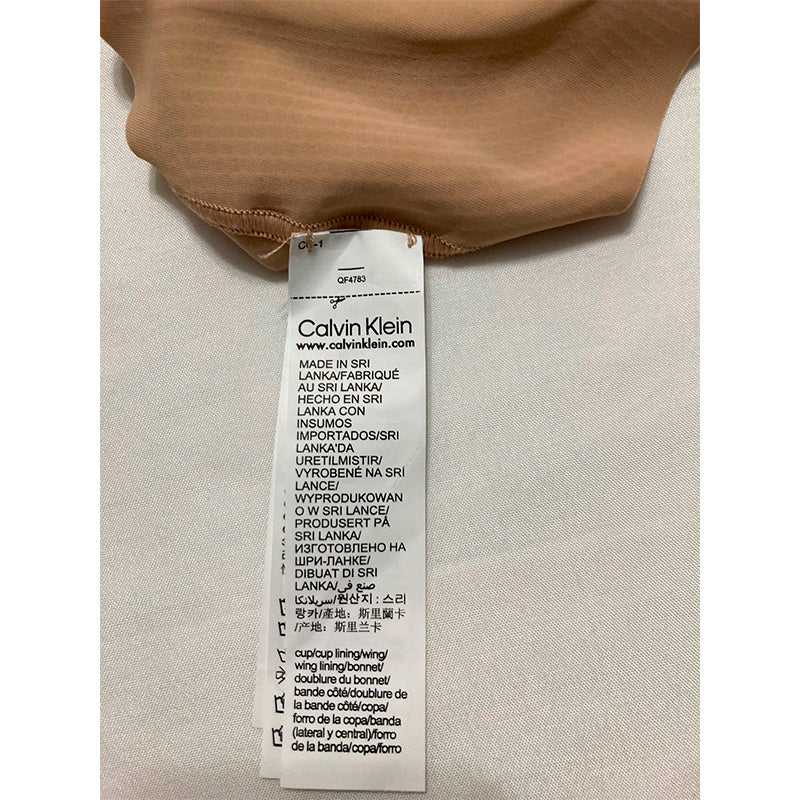 QF4783
Calvin Klein
www.calvinklein.com
MADE IN SRI
LANKA/FABRIQUÉ
AU SRI LANKA/
HECHO EN SRI
LANKA CON
INSUMOS
IMPORTADOS/SRI
LANKA'DA
URETILMISTIR/
VYROBENÉ NA SRÍ
LANCE/
WYPRODUKOWAN
O W SRI LANCE/
PRODUSERT PÅ
SRI LANKA/
ИЗГОТОВЛЕНО НА
ШРИ-ЛАНКЕ/
DIBUAT DI SRI
LANKA/صنع في
سريلانكا/원산지 : 스리
랑카/產地：斯里蘭卡
/产地：斯里兰卡
cup/cup lining/wing/
wing lining/bonnet/
doublure du bonnet/
bande côté/doublure de
la bande côté/copa/
forro de la copa/banda
(lateral y central)/forro
de la banda/copa/forro